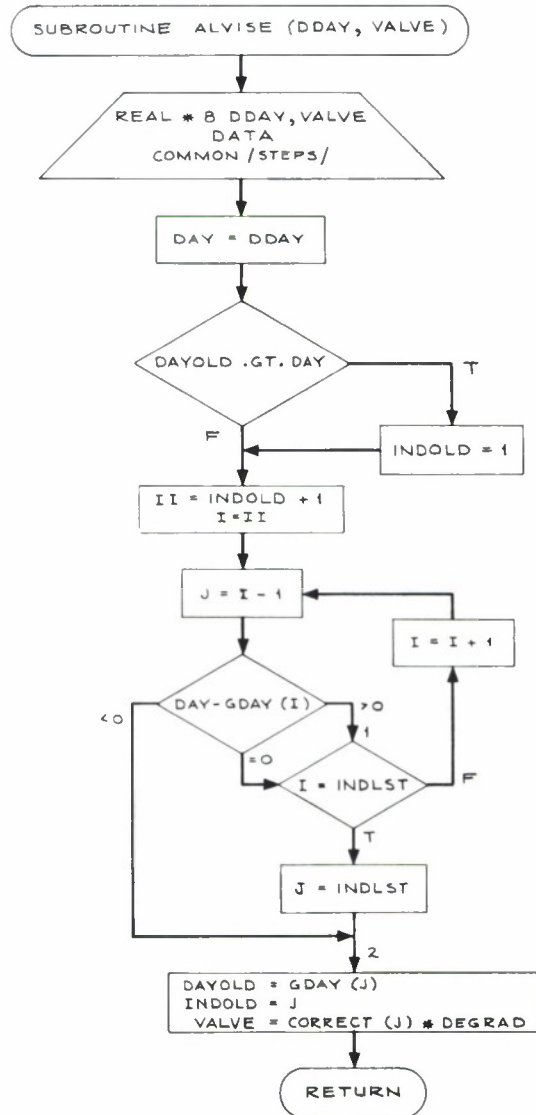 SUBROUTINE ALVISE (DDAY, VALVE)
REAL * 8 DDAY, VALVE
DATA
COMMON /STEPS/
DAY = DDAY
DAYOLD .GT. DAY
T
F
INDOLD = 1
II = INDOLD + 1
I = II
J = I - 1
I = I + 1
DAY - GDAY (I)
<0
>0
1
=0
I = INDLST
F
T
J = INDLST
2
DAYOLD = GDAY (J)
INDOLD = J
VALVE = CORRECT (J) * DEGRAD
RETURN